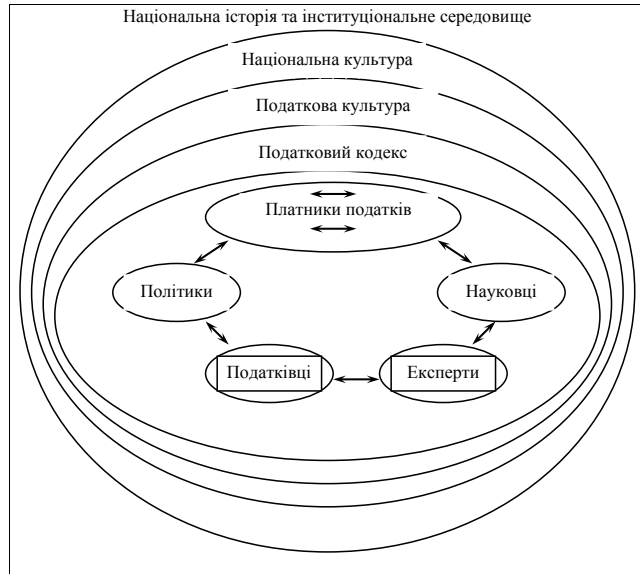 Національна історія та інституціональне середовище
Національна культура
Податкова культура
Податковий кодекс
Платники податків
Політики
Науковці
Податківці
Експерти